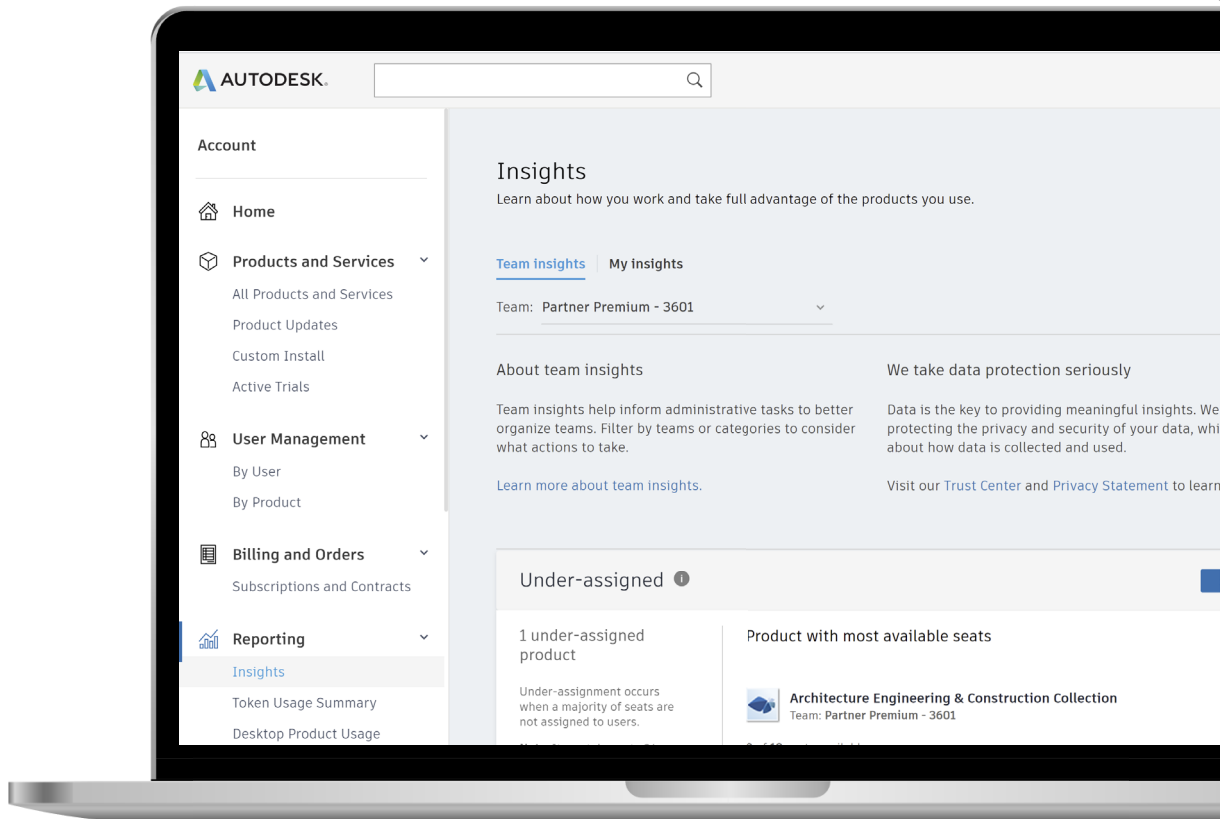 AUTODESK.
Account
Home
Products and Services
All Products and Services
Product Updates
Custom Install
Active Trials
User Management
By User
By Product
Billing and Orders
Subscriptions and Contracts
Reporting
Insights
Token Usage Summary
Desktop Product Usage
Insights
Learn about how you work and take full advantage of the products you use.
Team insights
My insights
Team: Partner Premium - 3601
About team insights
Team insights help inform administrative tasks to better
organize teams. Filter by teams or categories to consider
what actions to take.
Learn more about team insights.
We take data protection seriously
Data is the key to providing meaningful insights. We
protecting the privacy and security of your data, whi
about how data is collected and used.
Visit our Trust Center and Privacy Statement to learn
Under-assigned
1 under-assigned
product
Under-assignment occurs
when a majority of seats are
not assigned to users.
Product with most available seats
Architecture Engineering & Construction Collection
Team: Partner Premium - 3601